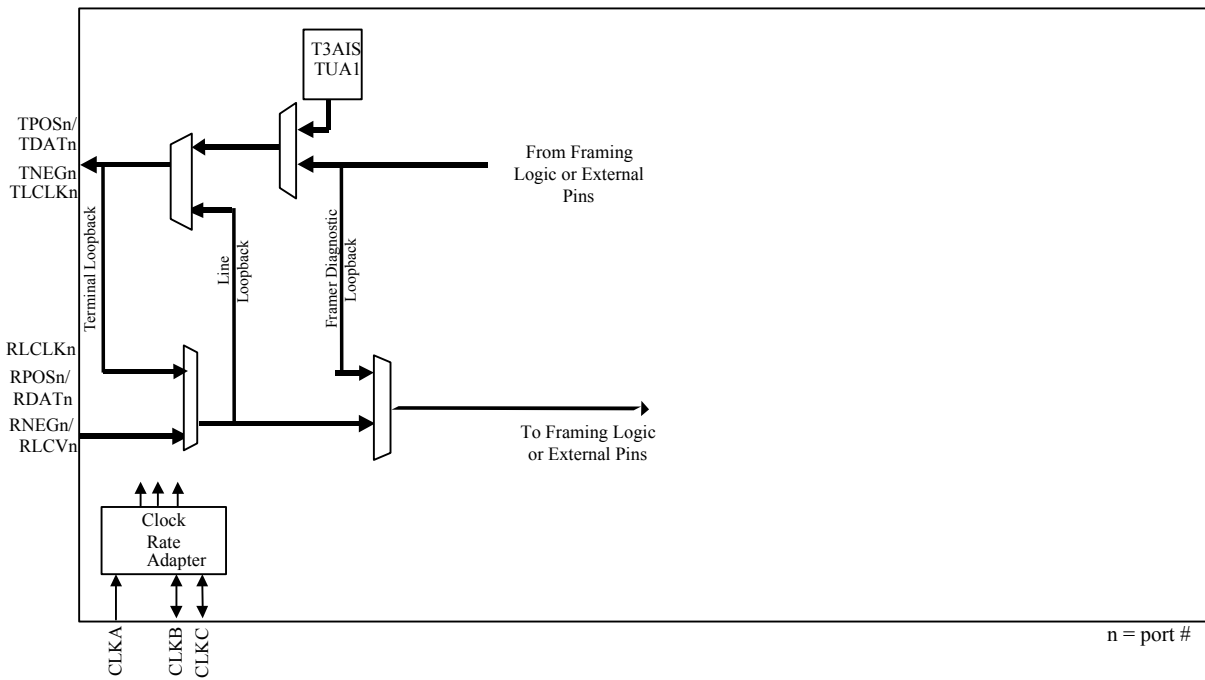 T3AIS
TUA1
TPOSn/
TDATn
TNEGn
TLCLKn
From Framing
Logic or External
Pins
Terminal Loopback
Line
Loopback
Framer Diagnostic
Loopback
RLCLKn
RPOSn/
RDATn
RNEGn/
RLCVn
To Framing Logic
or External Pins
Clock
Rate
Adapter
CLKA
CLKB
CLKC
n = port #